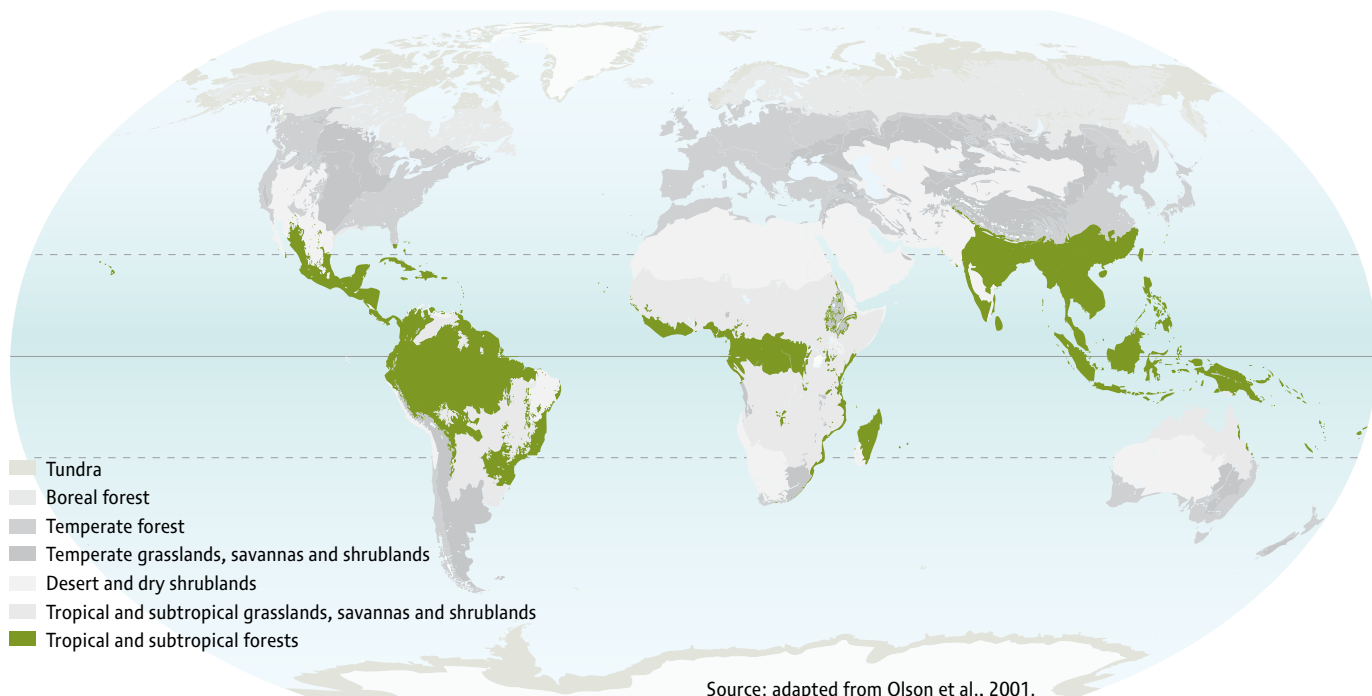 Tundra
Boreal forest
Temperate forest
Temperate grasslands, savannas and shrublands
Desert and dry shrublands
Tropical and subtropical grasslands, savannas and shrublands
Tropical and subtropical forests
Source: adapted from Olson et al., 2001.